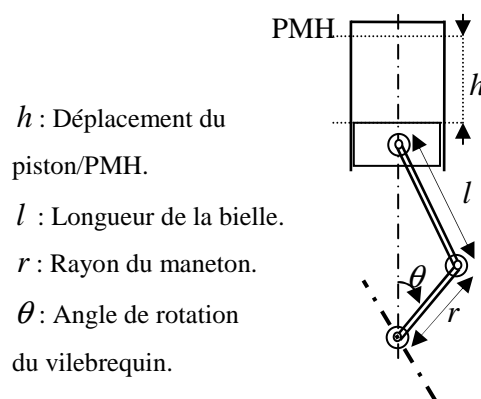 PMH
h
h : Déplacement du
piston/PMH.
l : Longueur de la bielle.
r : Rayon du maneton.
θ : Angle de rotation
du vilebrequin.
l
θ
r